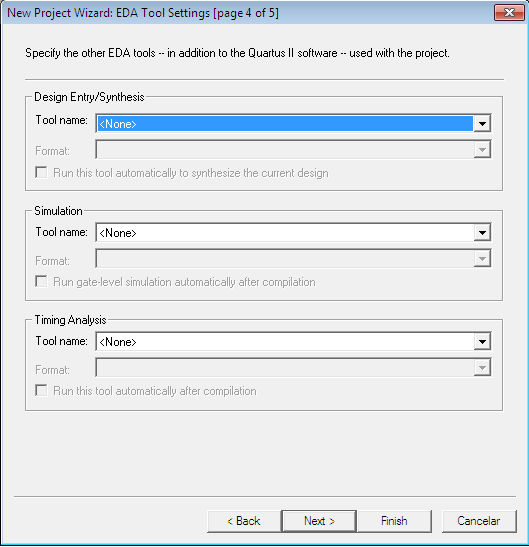 New Project Wizard: EDA Tool Settings [page 4 of 5]
Specify the other EDA tools -- in addition to the Quartus II software -- used with the project.
Design Entry/Synthesis
Tool name: <None>
Format:
Run this tool automatically to synthesize the current design
Simulation
Tool name: <None>
Format:
Run gate-level simulation automatically after compilation
Timing Analysis
Tool name: <None>
Format:
Run this tool automatically after compilation
< Back Next > Finish Cancelar